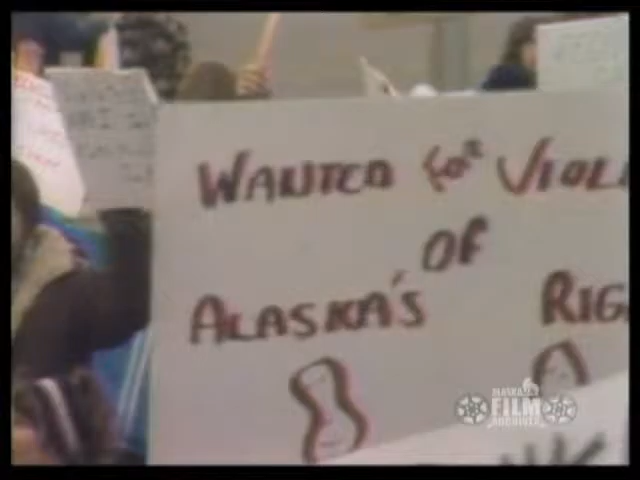 WANTED FOR VIOL
OF
ALASKA'S RIG
ALASKA
FILM
ARCHIVES